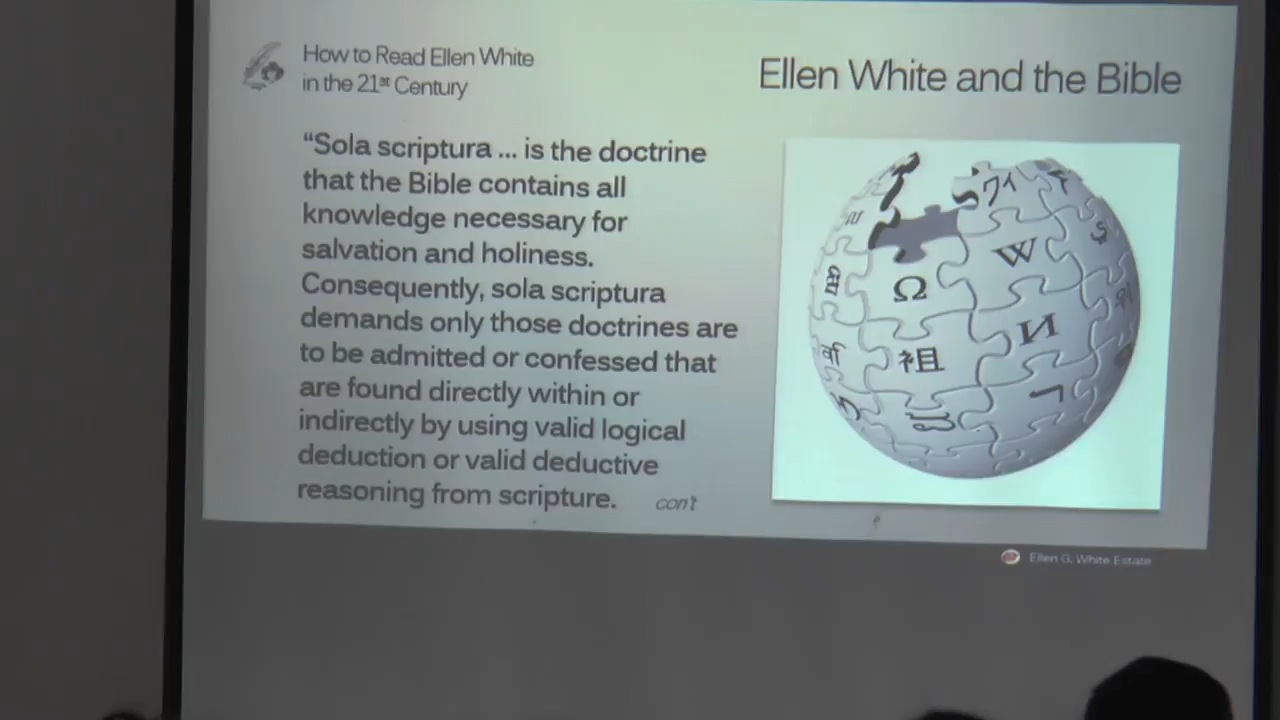 How to Read Ellen White
in the 21st Century
Ellen White and the Bible
“Sola scriptura ... is the doctrine
that the Bible contains all
knowledge necessary for
salvation and holiness.
Consequently, sola scriptura
demands only those doctrines are
to be admitted or confessed that
are found directly within or
indirectly by using valid logical
deduction or valid deductive
reasoning from scripture.
con't
Ω
W
И
祖
Ellen G. White Estate